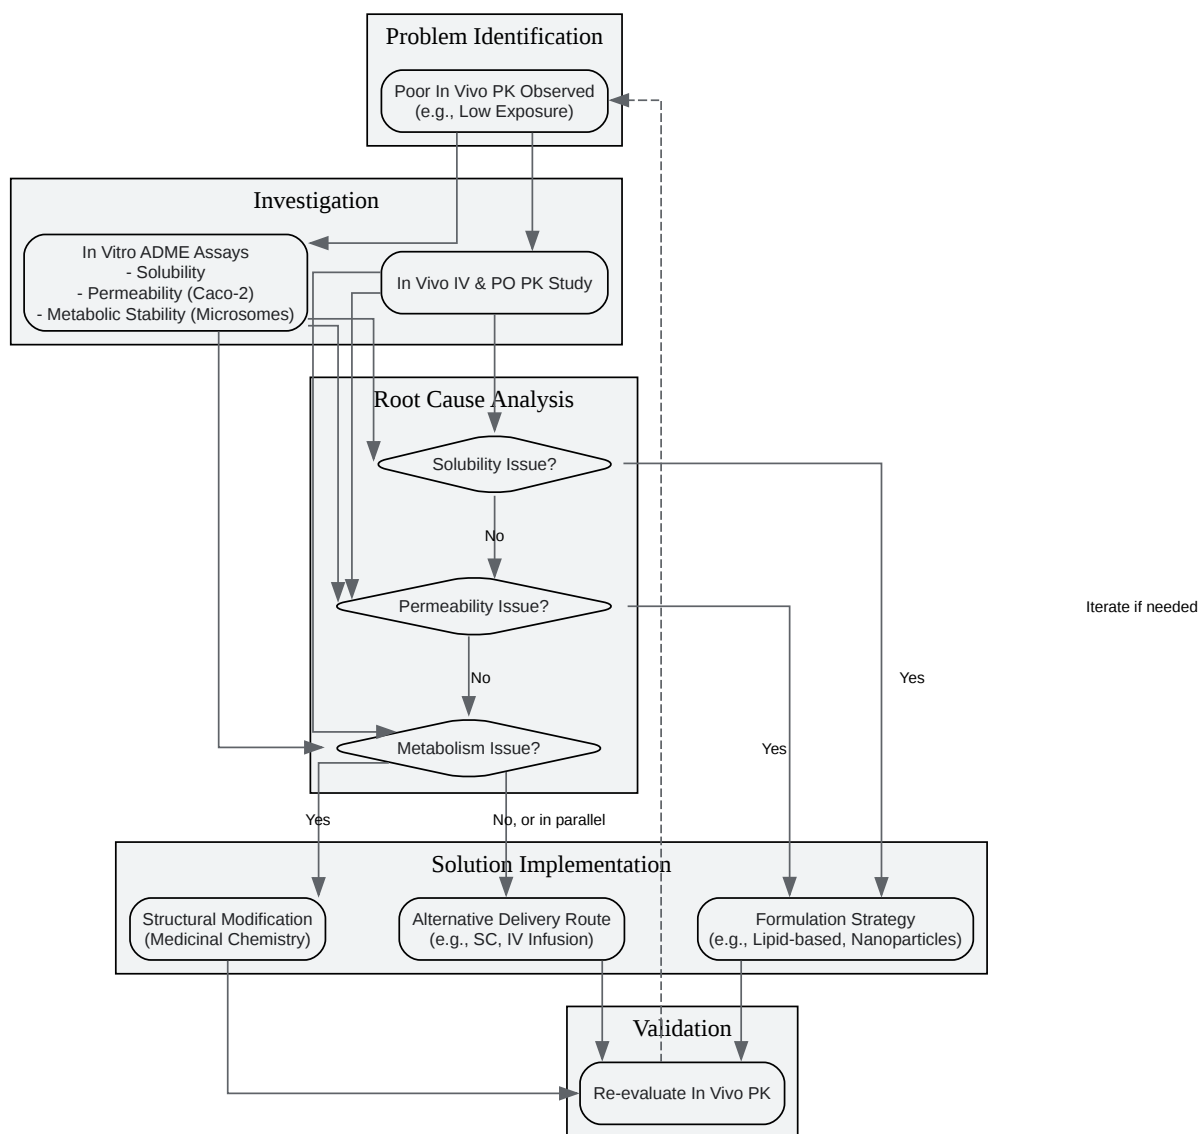 Problem Identification
Poor In Vivo PK Observed
(e.g., Low Exposure)
Investigation
In Vitro ADME Assays
- Solubility
- Permeability (Caco-2)
- Metabolic Stability (Microsomes)
In Vivo IV & PO PK Study
Root Cause Analysis
Solubility Issue?
No
Permeability Issue?
Iterate if needed
No
Yes
Metabolism Issue?
Yes
Yes
No, or in parallel
Solution Implementation
Structural Modification
(Medicinal Chemistry)
Alternative Delivery Route
(e.g., SC, IV Infusion)
Formulation Strategy
(e.g., Lipid-based, Nanoparticles)
Validation
Re-evaluate In Vivo PK